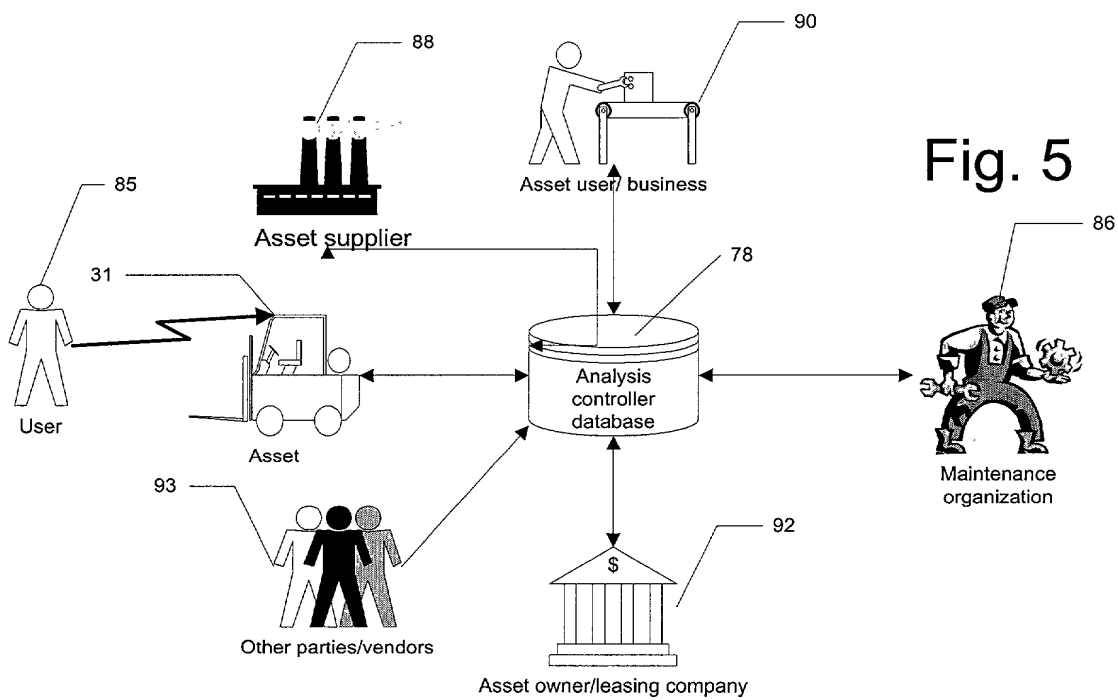 88
90
Fig. 5
Asset user/ business
85
Asset supplier
86
31
78
Analysis
controller
database
User
Asset
Maintenance
organization
93
92
$
Other parties/vendors
Asset owner/leasing company